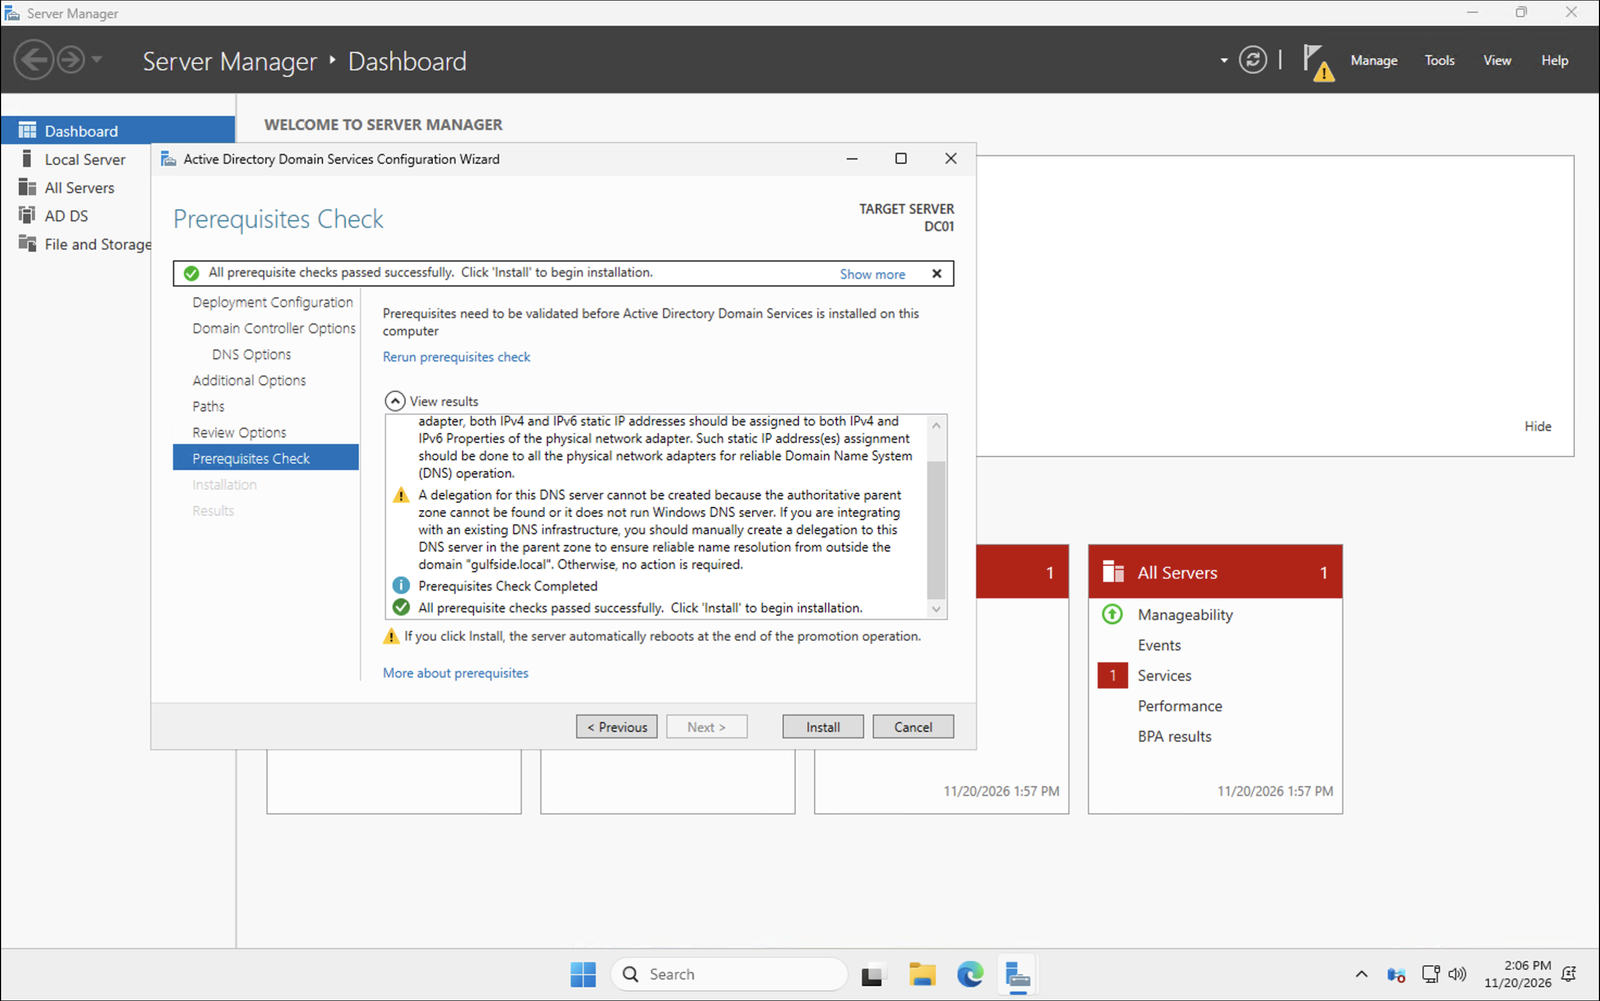 Server Manager
Server Manager ‣ Dashboard
Manage
Tools
View
Help
Dashboard
Local Server
All Servers
AD DS
File and Storage
WELCOME TO SERVER MANAGER
Active Directory Domain Services Configuration Wizard
Prerequisites Check
TARGET SERVER
DC01
All prerequisite checks passed successfully.  Click 'Install' to begin installation.
Show more
Deployment Configuration
Domain Controller Options
DNS Options
Additional Options
Paths
Review Options
Prerequisites Check
Installation
Results
Prerequisites need to be validated before Active Directory Domain Services is installed on this
computer
Rerun prerequisites check
View results
adapter, both IPv4 and IPv6 static IP addresses should be assigned to both IPv4 and
IPv6 Properties of the physical network adapter. Such static IP address(es) assignment
should be done to all the physical network adapters for reliable Domain Name System
(DNS) operation.
A delegation for this DNS server cannot be created because the authoritative parent
zone cannot be found or it does not run Windows DNS server. If you are integrating
with an existing DNS infrastructure, you should manually create a delegation to this
DNS server in the parent zone to ensure reliable name resolution from outside the
domain "gulfside.local". Otherwise, no action is required.
Prerequisites Check Completed
All prerequisite checks passed successfully.  Click 'Install' to begin installation.
If you click Install, the server automatically reboots at the end of the promotion operation.
More about prerequisites
< Previous
Next >
Install
Cancel
Hide
1
11/20/2026 1:57 PM
All Servers
1
Manageability
Events
1
Services
Performance
BPA results
11/20/2026 1:57 PM
Search
2:06 PM
11/20/2026